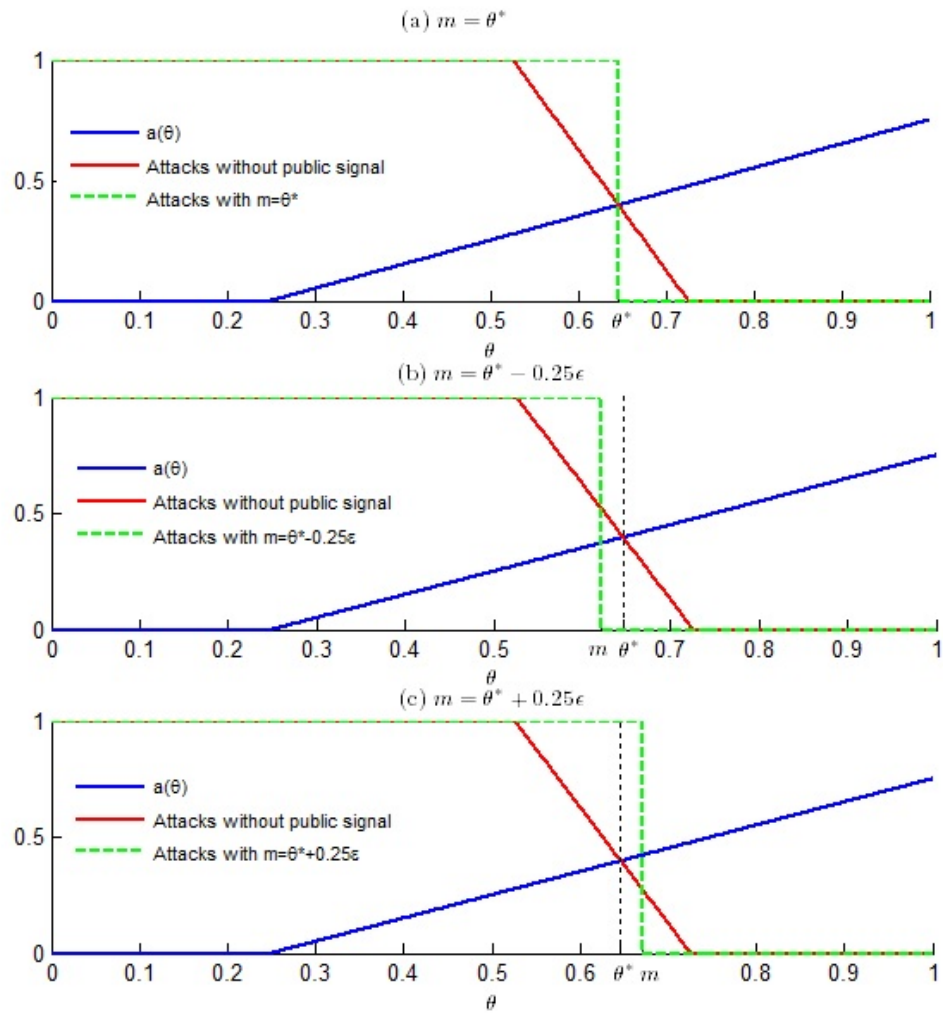 (a) m = θ*
1
a(θ)
Attacks without public signal
0.5
Attacks with m=θ*
0
0 0.1 0.2 0.3 0.4 0.5 0.6 θ* 0.7 0.8 0.9 1
θ
(b) m = θ* − 0.25ϵ
1
a(θ)
Attacks without public signal
0.5
Attacks with m=θ*-0.25ε
0
0 0.1 0.2 0.3 0.4 0.5 m θ* 0.7 0.8 0.9 1
θ
(c) m = θ* + 0.25ϵ
1
a(θ)
Attacks without public signal
0.5
Attacks with m=θ*+0.25ε
0
0 0.1 0.2 0.3 0.4 0.5 0.6 θ* m 0.8 0.9 1
θ